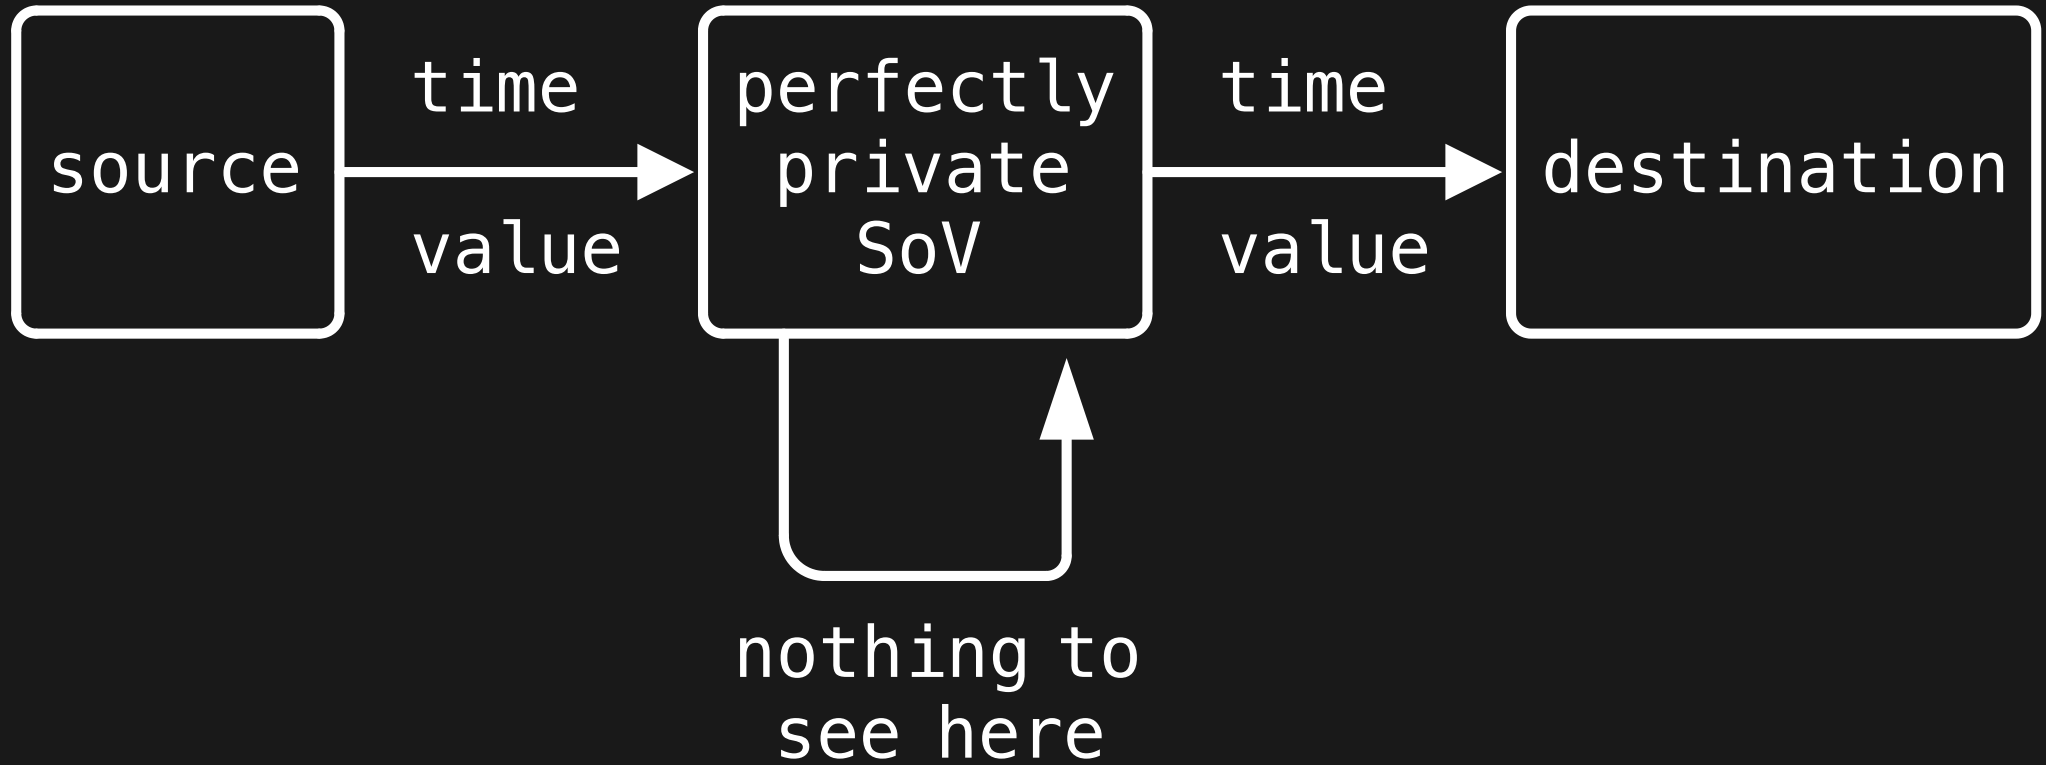 source
time
value
perfectly
private
SoV
time
value
destination
nothing to
see here